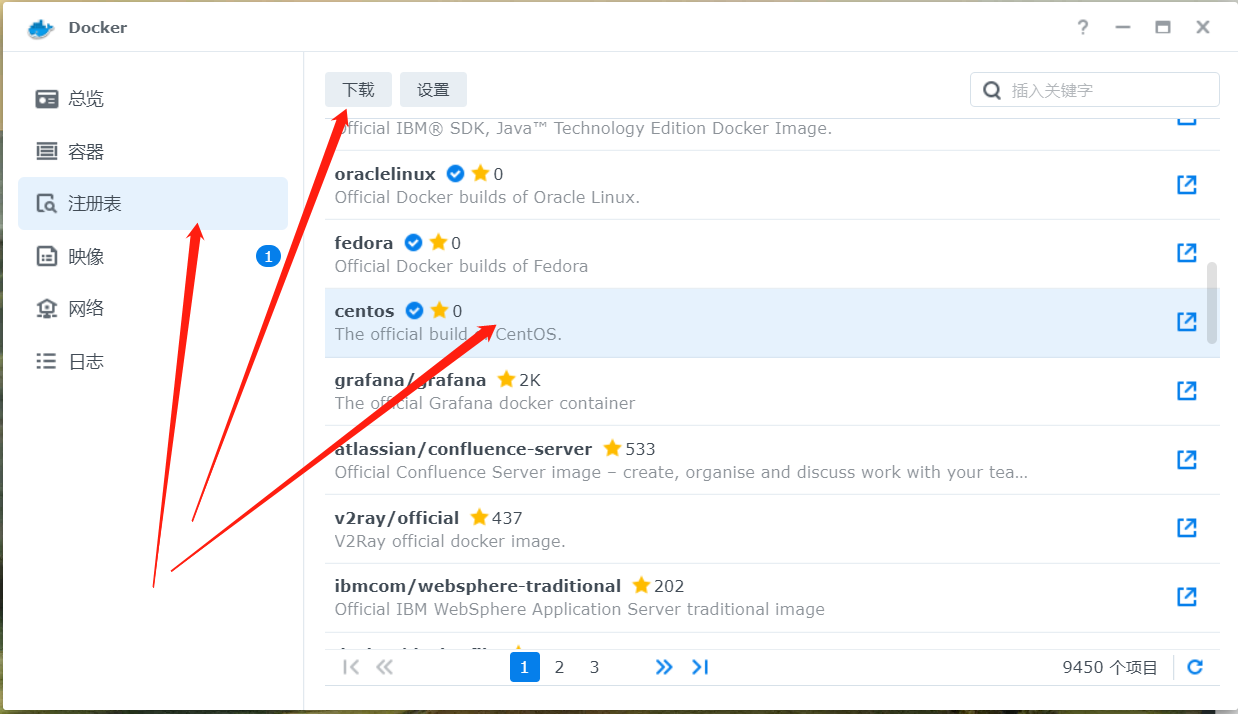 Docker
?
总览
容器
注册表
映像
1
网络
日志
下载
设置
插入关键字
Official IBM® SDK, Java™ Technology Edition Docker Image.
oraclelinux 0
Official Docker builds of Oracle Linux.
fedora 0
Official Docker builds of Fedora
centos 0
The official build of CentOS.
grafana/grafana 2K
The official Grafana docker container
atlassian/confluence-server 533
Official Confluence Server image – create, organise and discuss work with your tea...
v2ray/official 437
V2Ray official docker image.
ibmcom/websphere-traditional 202
Official IBM WebSphere Application Server traditional image
1 2 3
9450 个项目